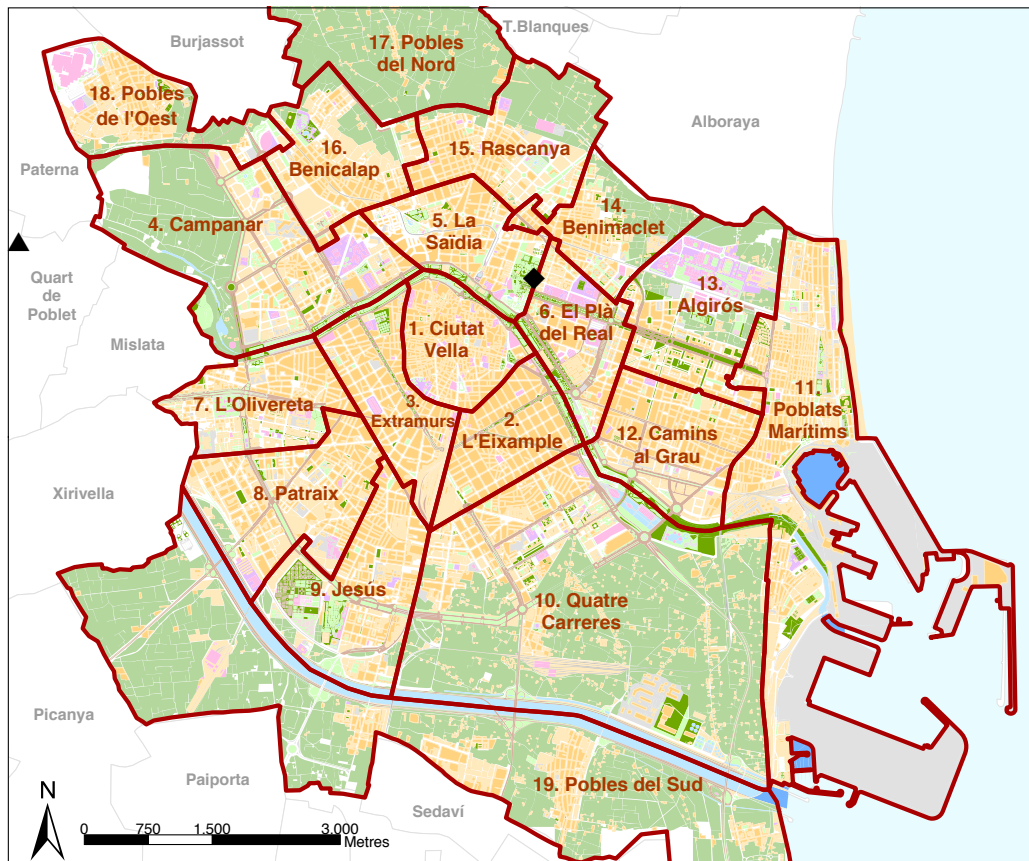 T.Blanques
Burjassot
17. Pobles
del Nord
18. Pobles
de l'Oest
Alboraya
16.
Benicalap
15. Rascanya
Paterna
4. Campanar
5. La
Saïdia
14.
Benimaclet
Quart
de
Poblet
13.
Algirós
6. El Plà
del Real
1. Ciutat
Vella
Mislata
7. L'Olivereta
3.
Extramurs
2.
L'Eixample
11
Poblats
Marítims
12. Camins
al Grau
Xirivella
8. Patraix
9. Jesús
10. Quatre
Carreres
Picanya
Paiporta
19. Pobles del Sud
Sedaví
N
0 750 1.500 3.000
Metres